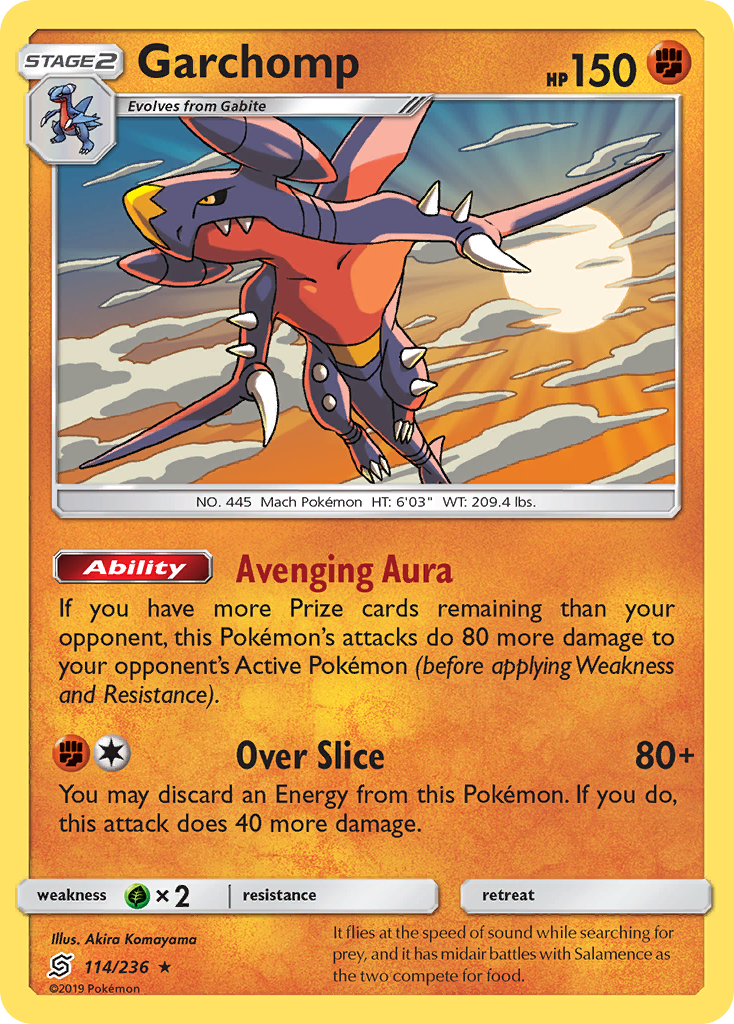 STAGE2
Garchomp
HP150
Evolves from Gabite
NO. 445 Mach Pokémon HT: 6'03" WT: 209.4 lbs.
Ability Avenging Aura
If you have more Prize cards remaining than your
opponent, this Pokémon's attacks do 80 more damage to
your opponent's Active Pokémon (before applying Weakness
and Resistance).
Over Slice 80+
You may discard an Energy from this Pokémon. If you do,
this attack does 40 more damage.
weakness ×2 resistance retreat
Illus. Akira Komayama
114/236 ★
©2019 Pokémon
It flies at the speed of sound while searching for
prey, and it has midair battles with Salamence as
the two compete for food.